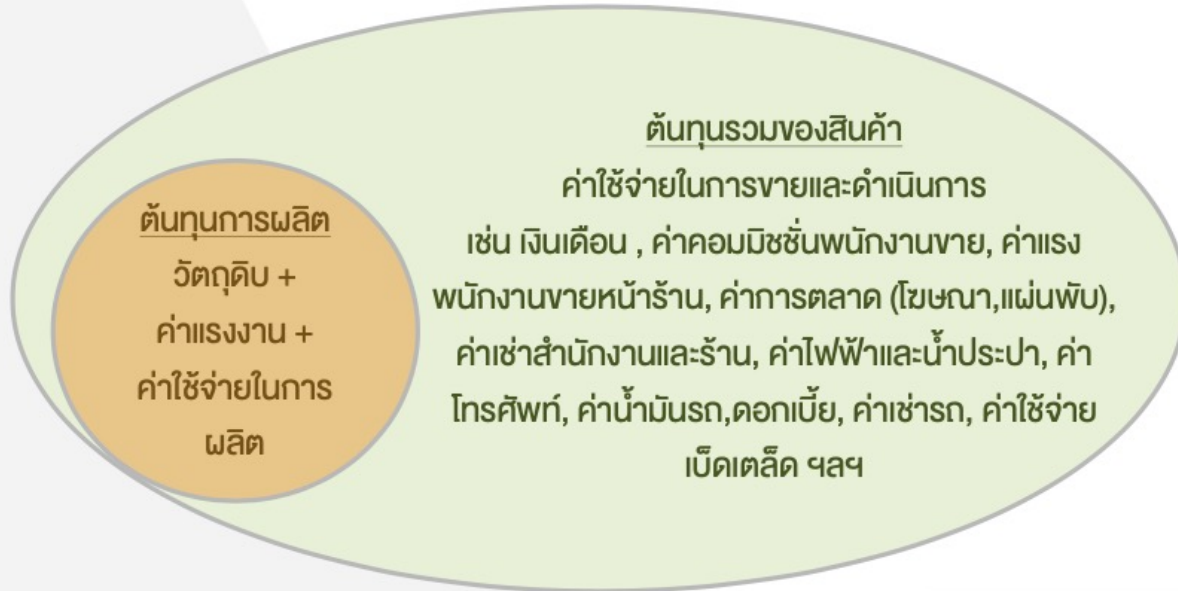 ต้นทุนการผลิต
วัตถุดิบ +
ค่าแรงงาน +
ค่าใช้จ่ายในการ
ผลิต
ต้นทุนรวมของสินค้า
ค่าใช้จ่ายในการขายและดำเนินการ
เช่น เงินเดือน , ค่าคอมมิชชั่นพนักงานขาย, ค่าแรง
พนักงานขายหน้าร้าน, ค่าการตลาด (โฆษณา,แผ่นพับ),
ค่าเช่าสำนักงานและร้าน, ค่าไฟฟ้าและน้ำประปา, ค่า
โทรศัพท์, ค่าน้ำมันรถ,ดอกเบี้ย, ค่าเช่ารถ, ค่าใช้จ่าย
เบ็ดเตล็ด ฯลฯ